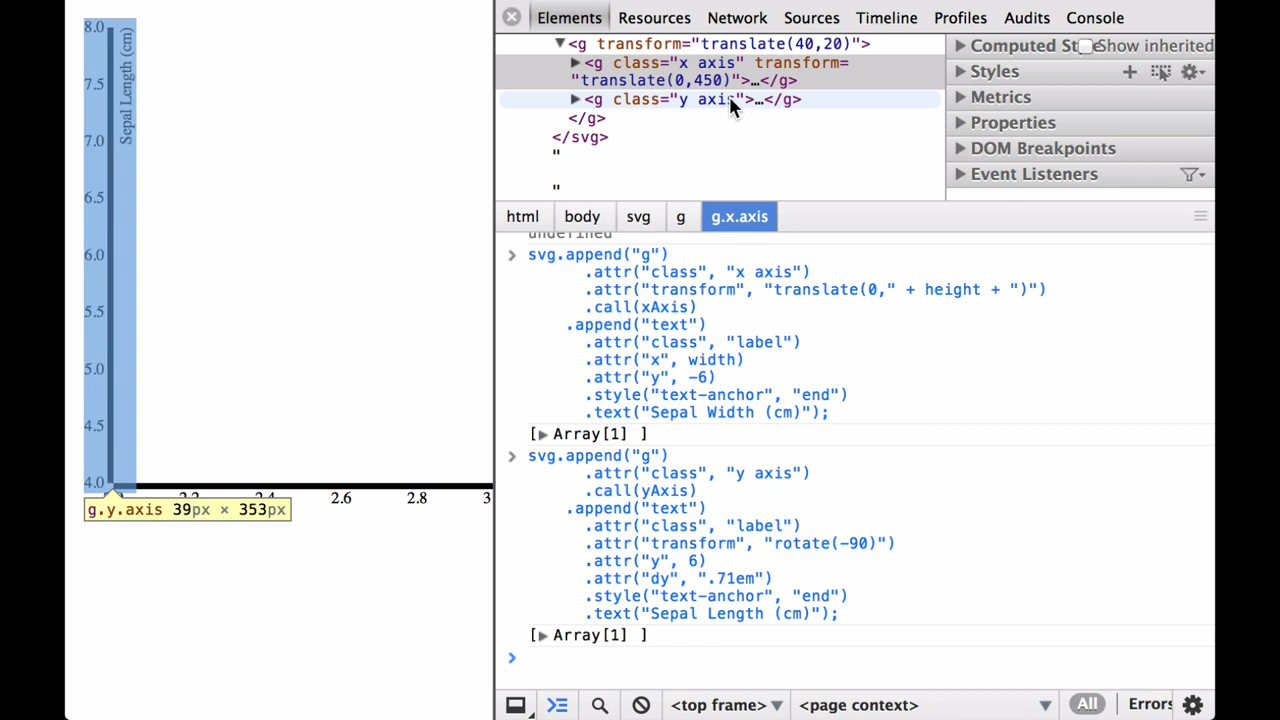 8.0
7.5
7.0
6.5
6.0
5.5
5.0
4.5
4.0
Sepal Length (cm)
2.2
2.4
2.6
2.8
3
g.y.axis 39px × 353px
Elements Resources Network Sources Timeline Profiles Audits Console
▼<g transform="translate(40,20)">
▶<g class="x axis" transform=
"translate(0,450)">…</g>
▶<g class="y axis">…</g>
</g>
</svg>
"
"
▶ Computed Style Show inherited
▶ Styles
▶ Metrics
▶ Properties
▶ DOM Breakpoints
▶ Event Listeners
html body svg g g.x.axis
undefined
> svg.append("g")
.attr("class", "x axis")
.attr("transform", "translate(0," + height + ")")
.call(xAxis)
.append("text")
.attr("class", "label")
.attr("x", width)
.attr("y", -6)
.style("text-anchor", "end")
.text("Sepal Width (cm)");
[▶ Array[1] ]
> svg.append("g")
.attr("class", "y axis")
.call(yAxis)
.append("text")
.attr("class", "label")
.attr("transform", "rotate(-90)")
.attr("y", 6)
.attr("dy", ".71em")
.style("text-anchor", "end")
.text("Sepal Length (cm)");
[▶ Array[1] ]
>
<top frame> ▼ <page context> ▼ All Errors